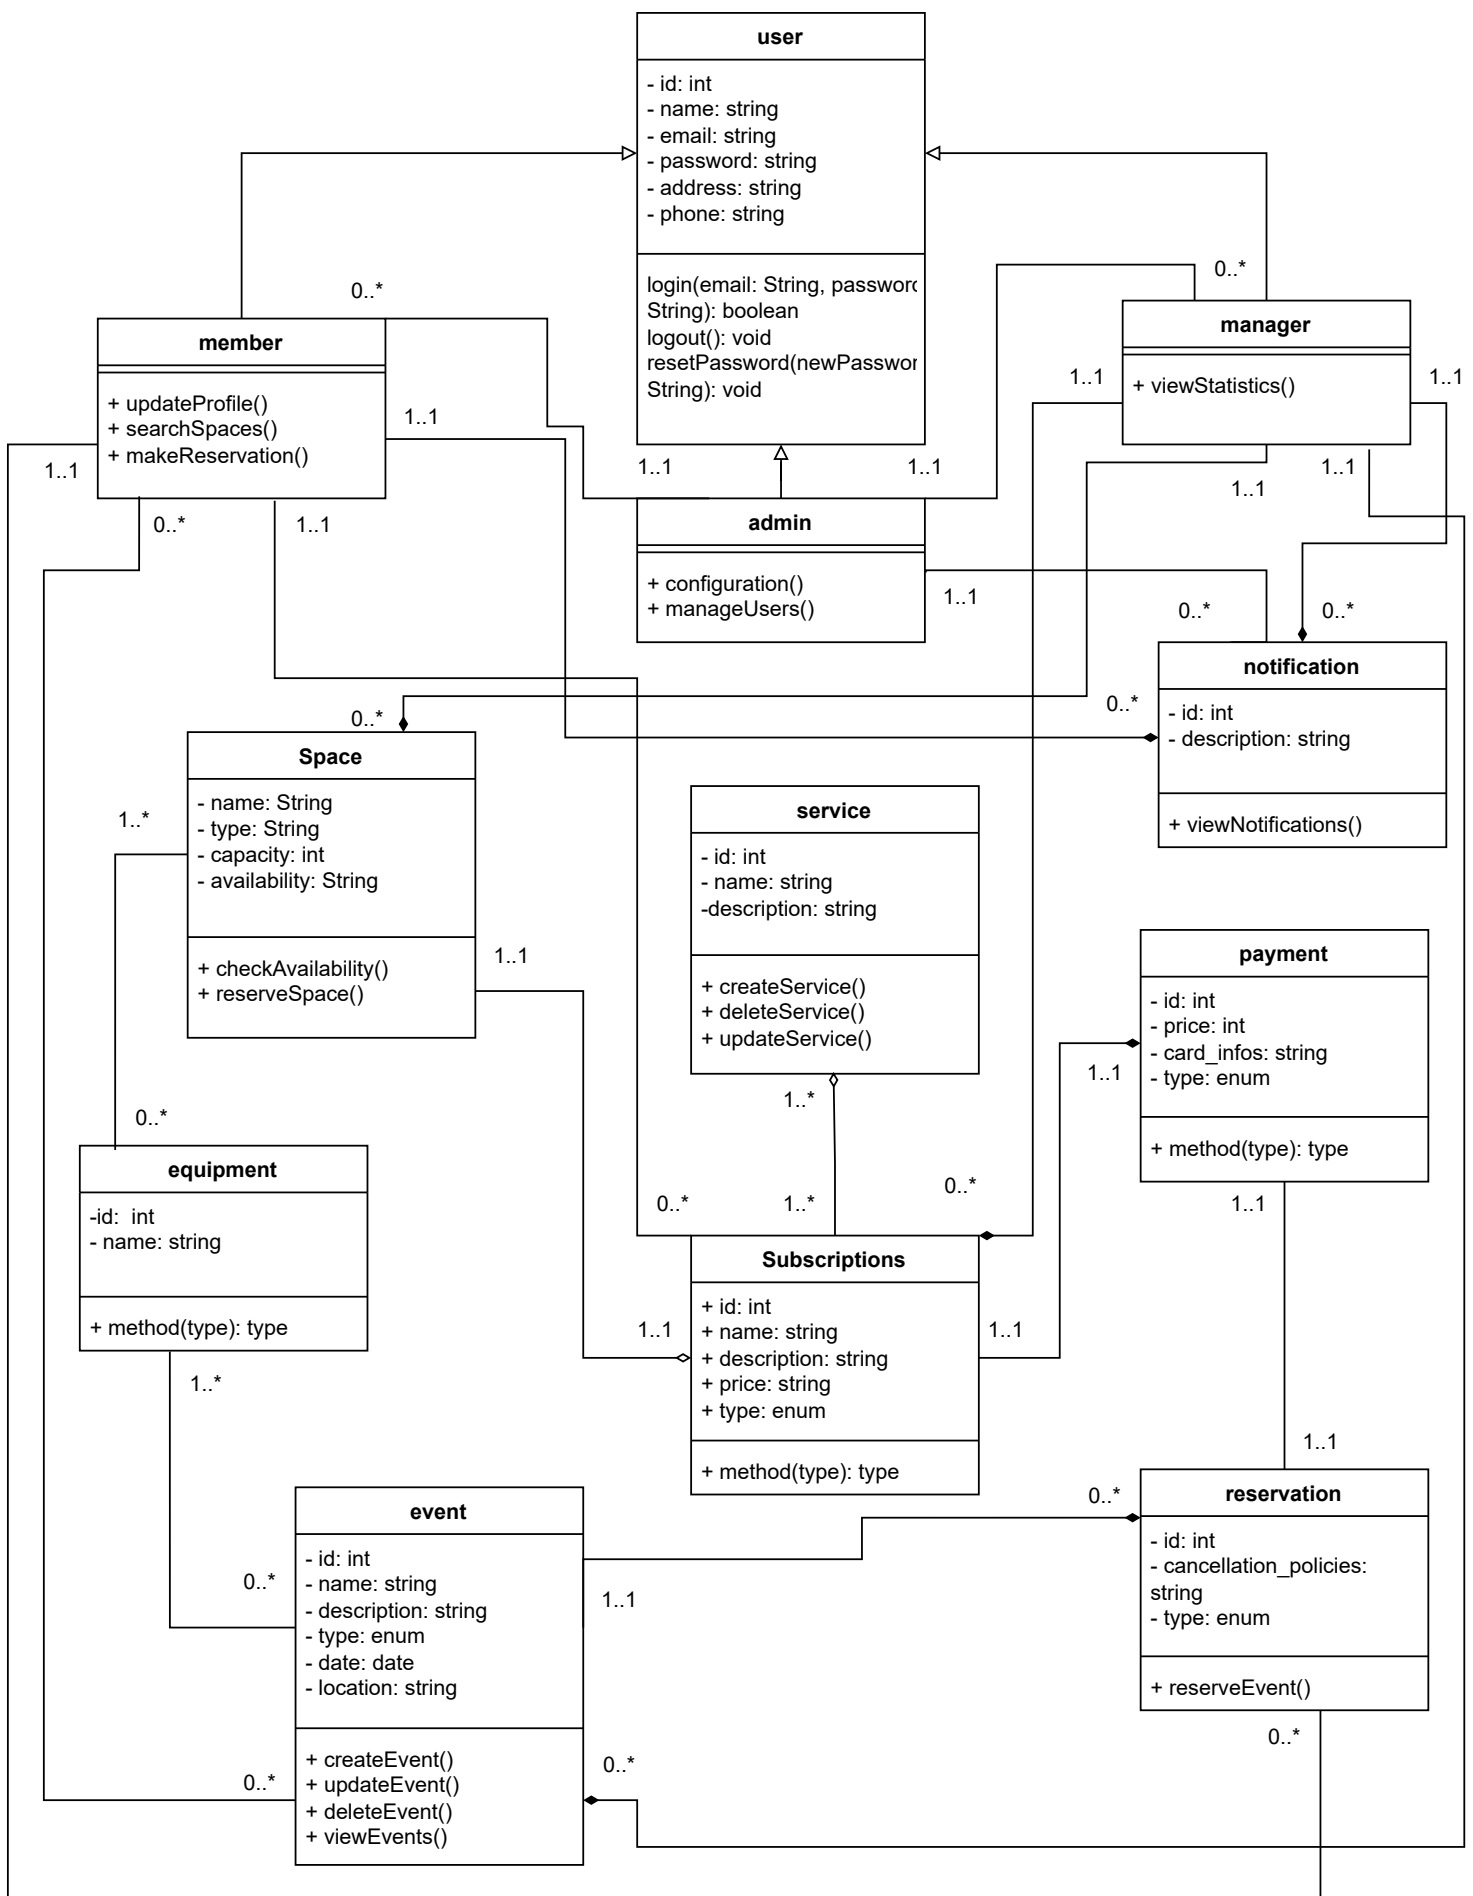 user
- id: int
- name: string
- email: string
- password: string
- address: string
- phone: string
login(email: String, passworc
String): boolean
logout(): void
resetPassword(newPasswor
String): void
0..*
member
+ updateProfile()
+ searchSpaces()
+ makeReservation()
1..1
1..1
0..*
1..1
0..*
manager
+ viewStatistics()
1..1
1..1
1..1
1..1
1..1
1..1
admin
+ configuration()
+ manageUsers()
1..1
0..*
0..*
notification
- id: int
- description: string
+ viewNotifications()
0..*
0..*
Space
- name: String
- type: String
- capacity: int
- availability: String
+ checkAvailability()
+ reserveSpace()
1..*
1..1
service
- id: int
- name: string
-description: string
+ createService()
+ deleteService()
+ updateService()
1..*
payment
- id: int
- price: int
- card_infos: string
- type: enum
+ method(type): type
1..1
1..1
0..*
equipment
-id:  int
- name: string
+ method(type): type
1..*
0..*
1..*
0..*
Subscriptions
+ id: int
+ name: string
+ description: string
+ price: string
+ type: enum
+ method(type): type
1..1
1..1
1..1
0..*
reservation
- id: int
- cancellation_policies:
string
- type: enum
+ reserveEvent()
0..*
event
- id: int
- name: string
- description: string
- type: enum
- date: date
- location: string
+ createEvent()
+ updateEvent()
+ deleteEvent()
+ viewEvents()
0..*
1..1
0..*
0..*